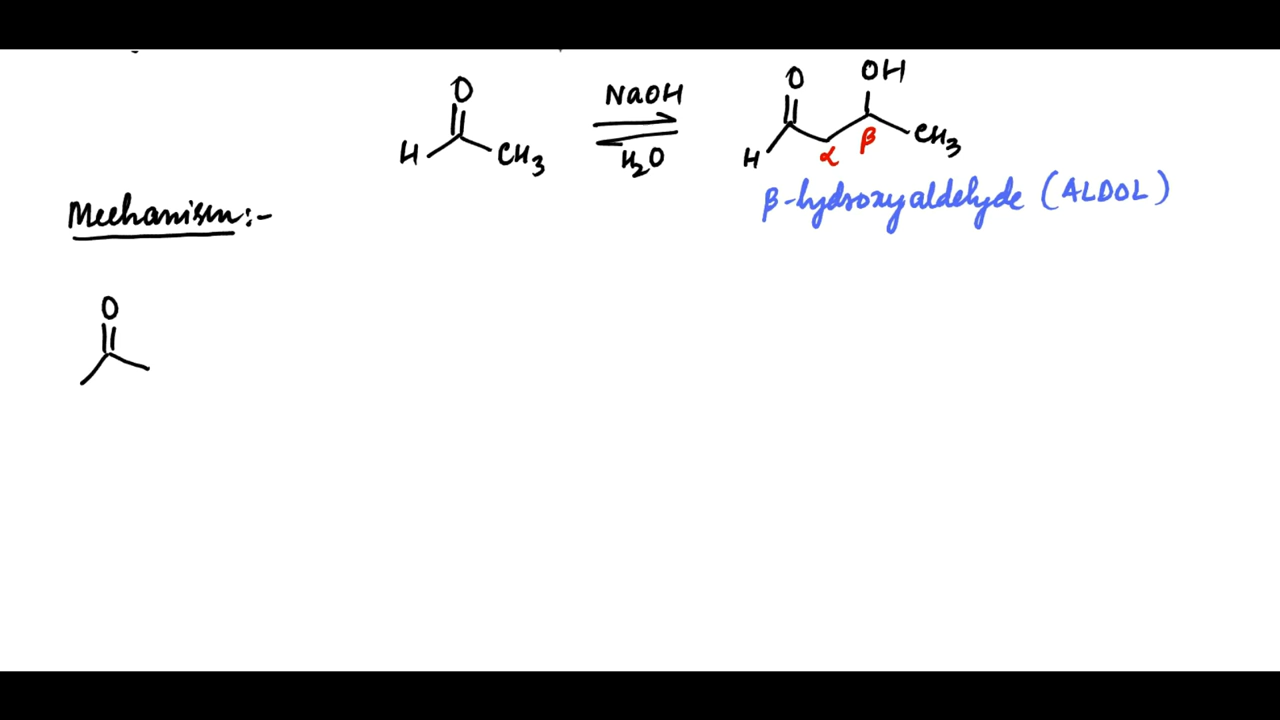 O OH
O NaOH
H CH3 H2O H α β CH3
β-hydroxyaldehyde (ALDOL)
Mechanism:-
O